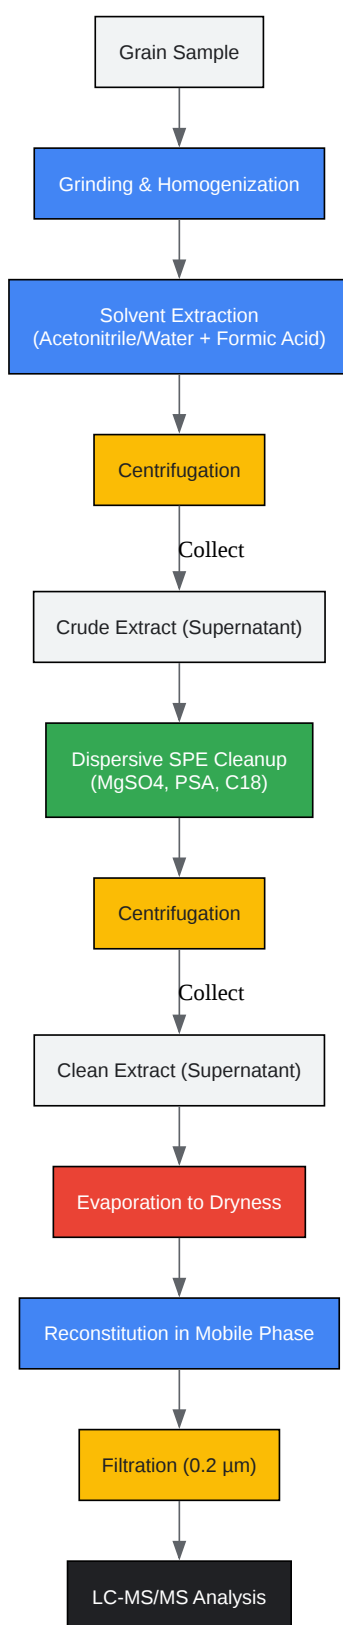 Grain Sample
Grinding & Homogenization
Solvent Extraction
(Acetonitrile/Water + Formic Acid)
Centrifugation
Collect
Crude Extract (Supernatant)
Dispersive SPE Cleanup
(MgSO4, PSA, C18)
Centrifugation
Collect
Clean Extract (Supernatant)
Evaporation to Dryness
Reconstitution in Mobile Phase
Filtration (0.2 µm)
LC-MS/MS Analysis